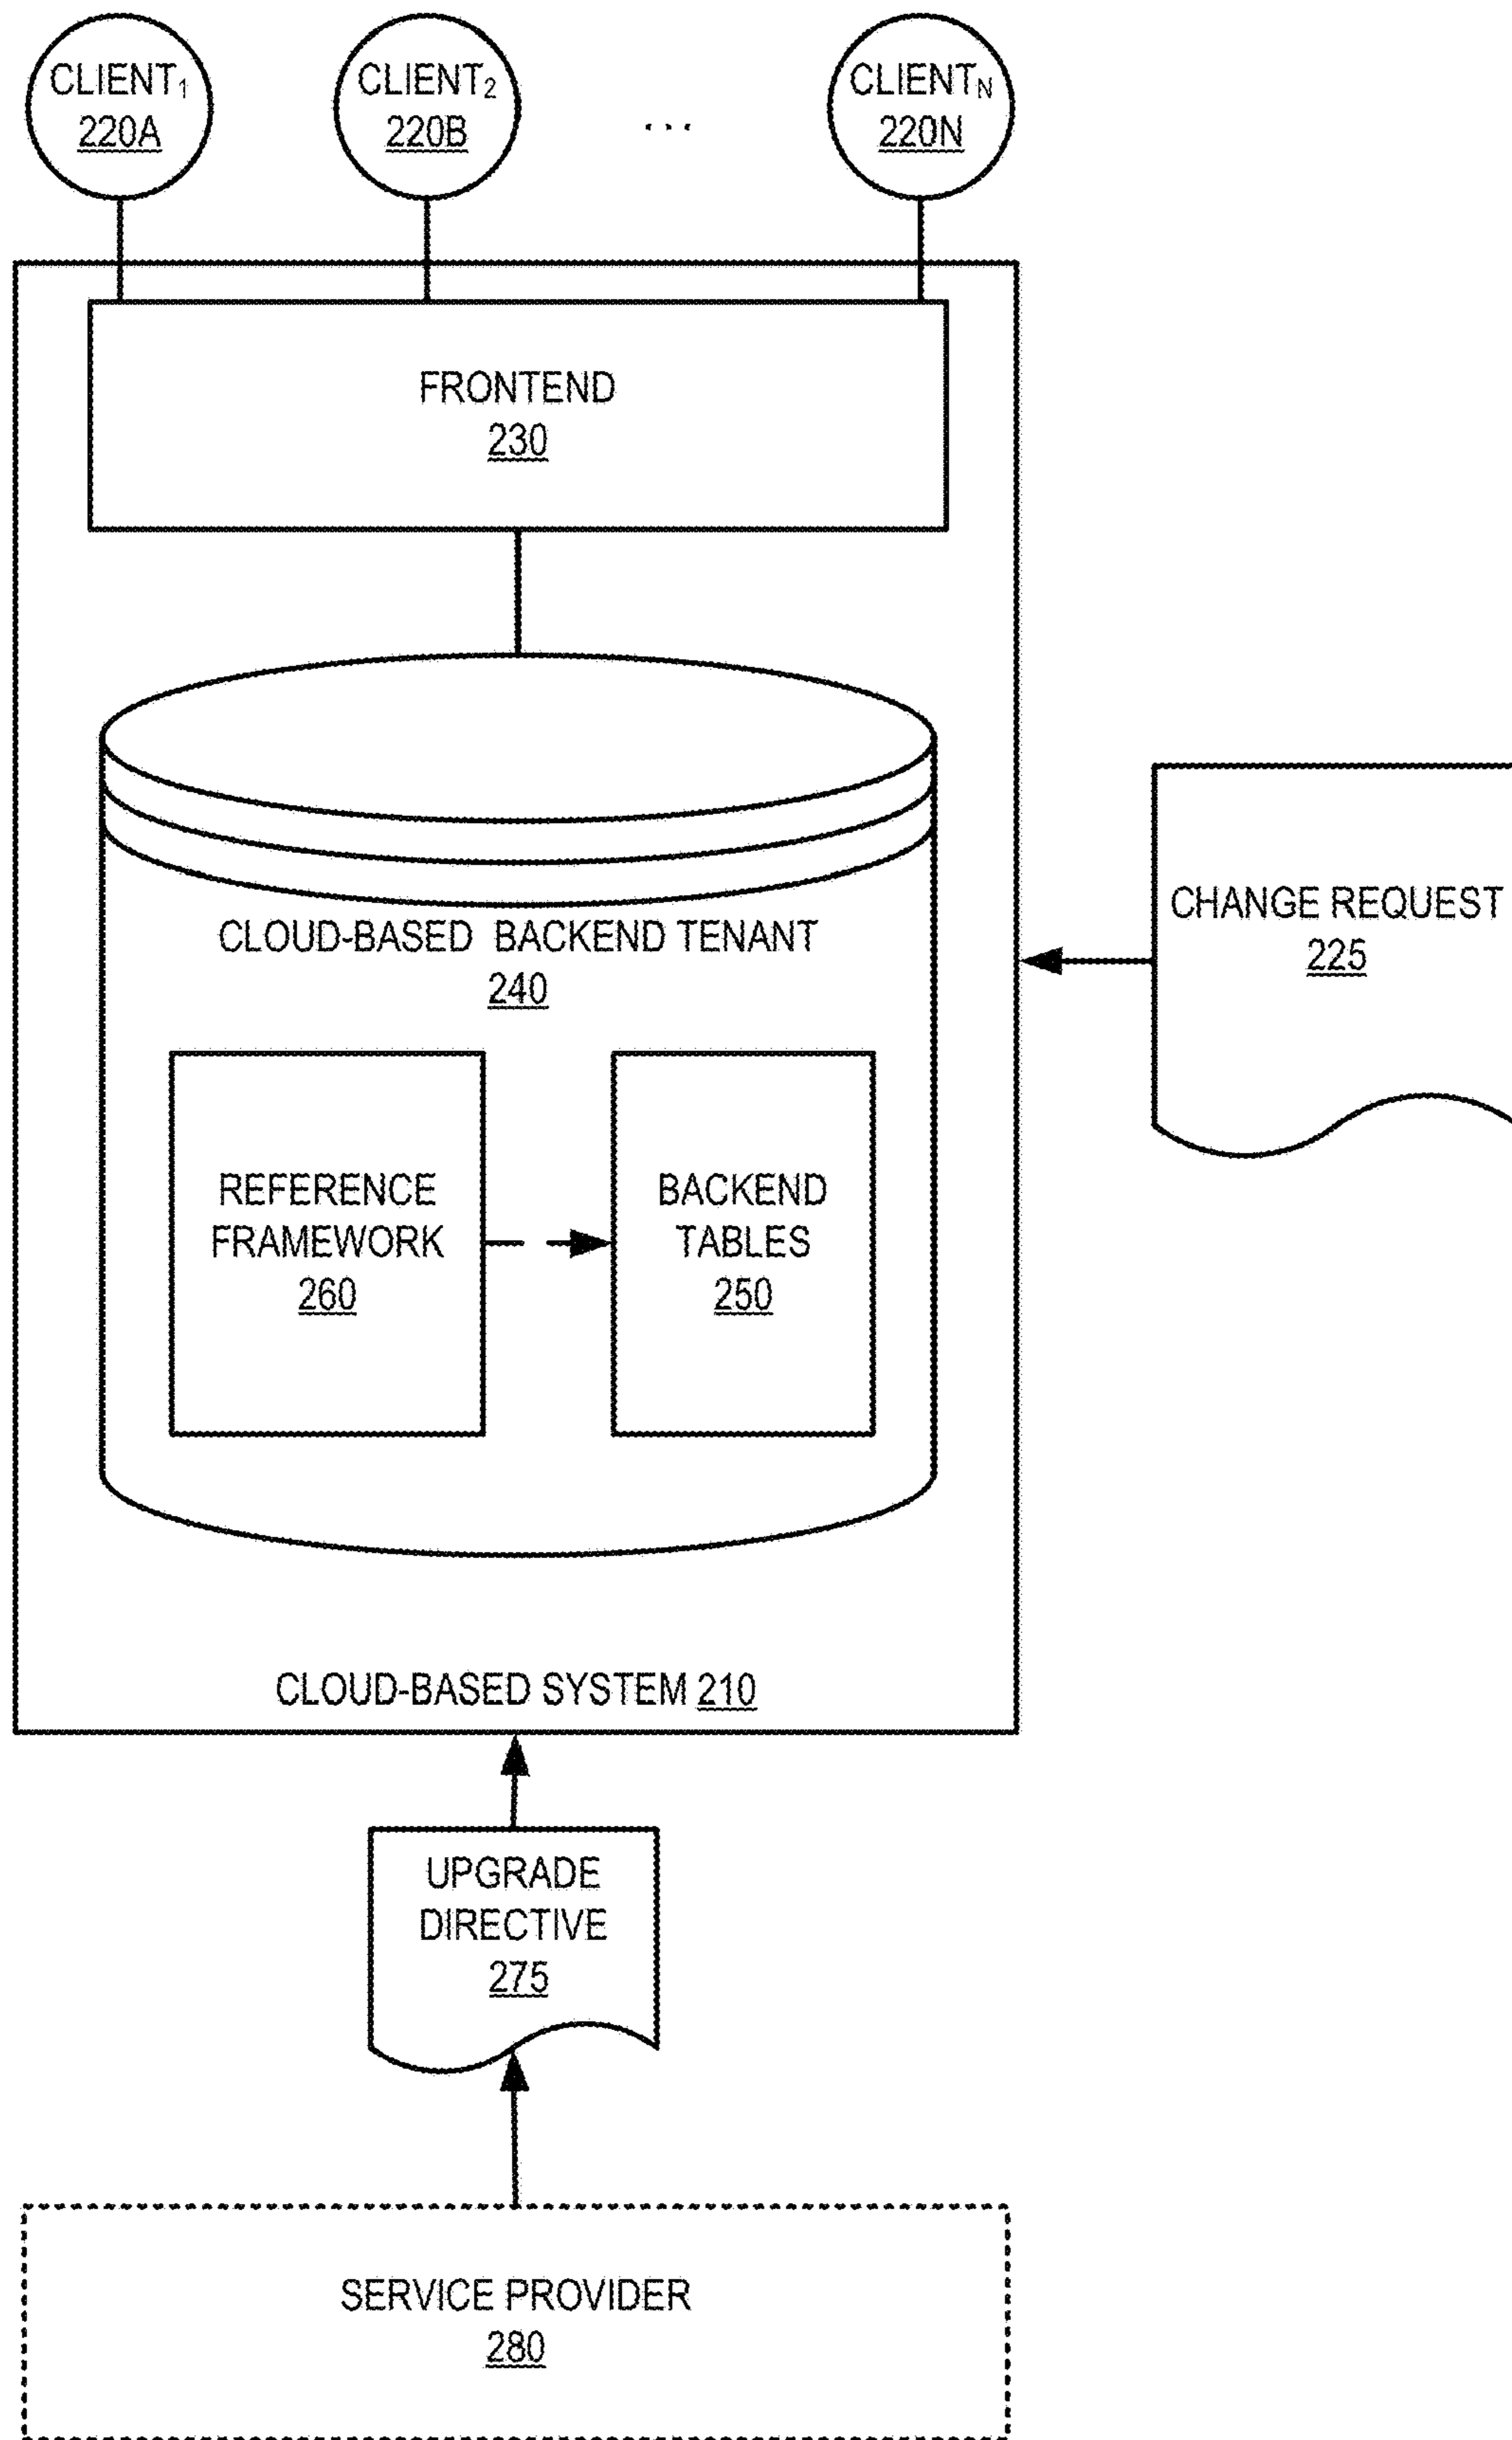 CLIENT₁
220A
CLIENT₂
220B
...
CLIENT_N
220N
FRONTEND
230
CLOUD-BASED BACKEND TENANT
240
CHANGE REQUEST
225
REFERENCE
FRAMEWORK
260
BACKEND
TABLES
250
CLOUD-BASED SYSTEM 210
UPGRADE
DIRECTIVE
275
SERVICE PROVIDER
280